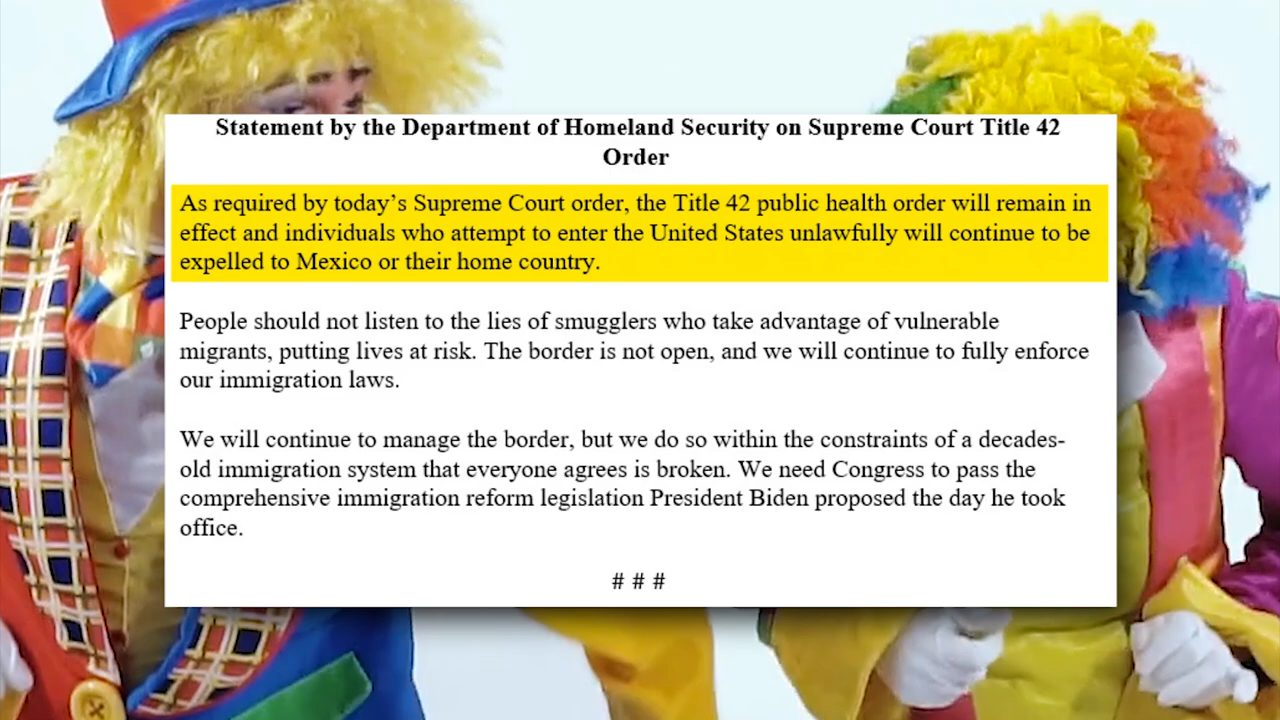 Statement by the Department of Homeland Security on Supreme Court Title 42
Order
As required by today’s Supreme Court order, the Title 42 public health order will remain in
effect and individuals who attempt to enter the United States unlawfully will continue to be
expelled to Mexico or their home country.
People should not listen to the lies of smugglers who take advantage of vulnerable
migrants, putting lives at risk. The border is not open, and we will continue to fully enforce
our immigration laws.
We will continue to manage the border, but we do so within the constraints of a decades-
old immigration system that everyone agrees is broken. We need Congress to pass the
comprehensive immigration reform legislation President Biden proposed the day he took
office.
# # #